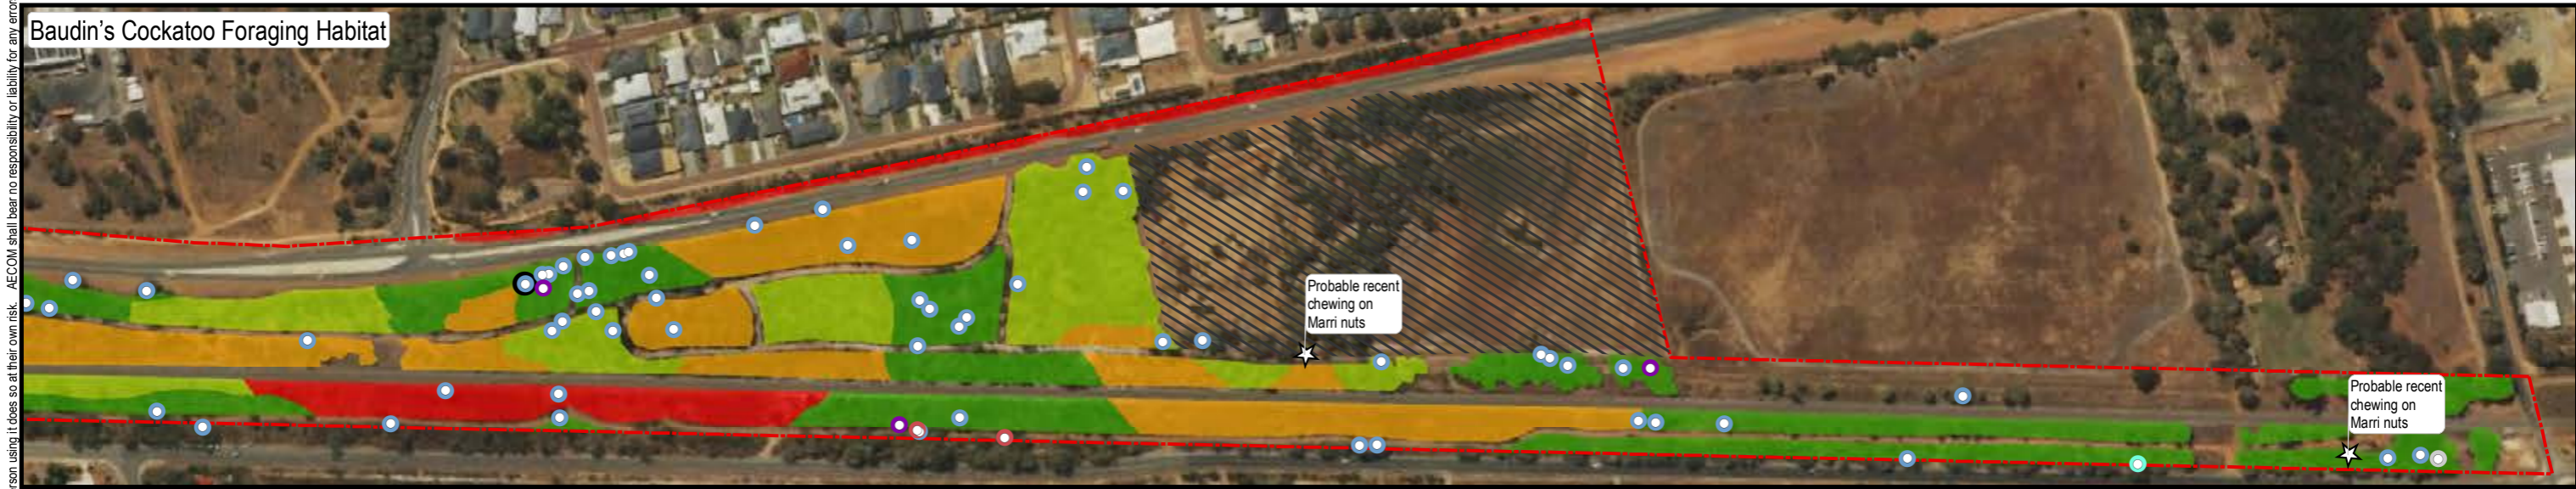 Baudin's Cockatoo Foraging Habitat
rson using it does so at their own risk. AECOM shall bear no responsibility or liability for any error
Probable recent
chewing on
Marri nuts
Probable recent
chewing on
Marri nuts